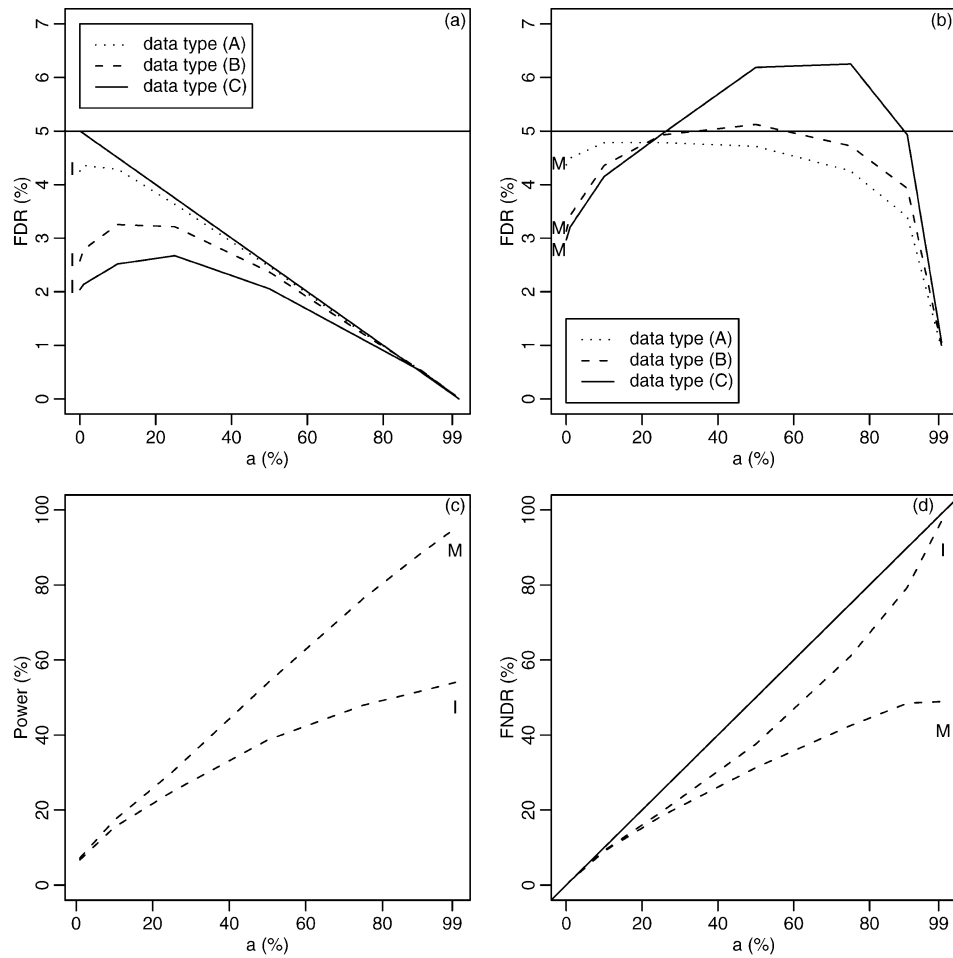 (a)
data type (A)
data type (B)
data type (C)
7
6
5
4
3
2
1
0
FDR (%)
I
I
I
0 20 40 60 80 99
a (%)
(b)
7
6
5
4
3
2
1
0
FDR (%)
M
M
M
data type (A)
data type (B)
data type (C)
0 20 40 60 80 99
a (%)
(c)
100
80
60
40
20
0
Power (%)
M
I
0 20 40 60 80 99
a (%)
(d)
100
80
60
40
20
0
FNDR (%)
I
M
0 20 40 60 80 99
a (%)